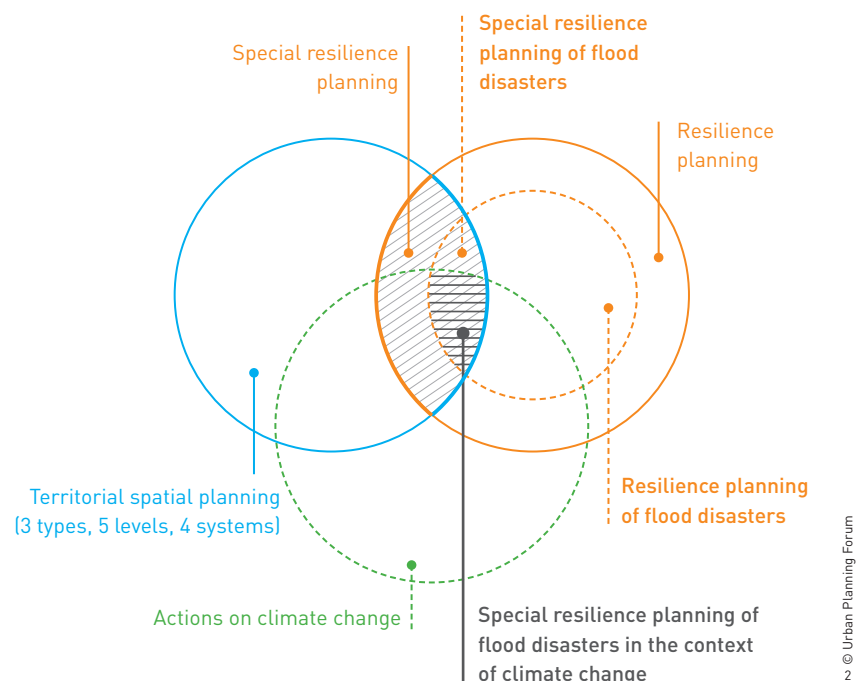 Special resilience
planning of flood
disasters
Special resilience
planning
Resilience
planning
Territorial spatial planning
(3 types, 5 levels, 4 systems)
Resilience planning
of flood disasters
Actions on climate change
Special resilience planning of
flood disasters in the context
of climate change
© Urban Planning Forum
2